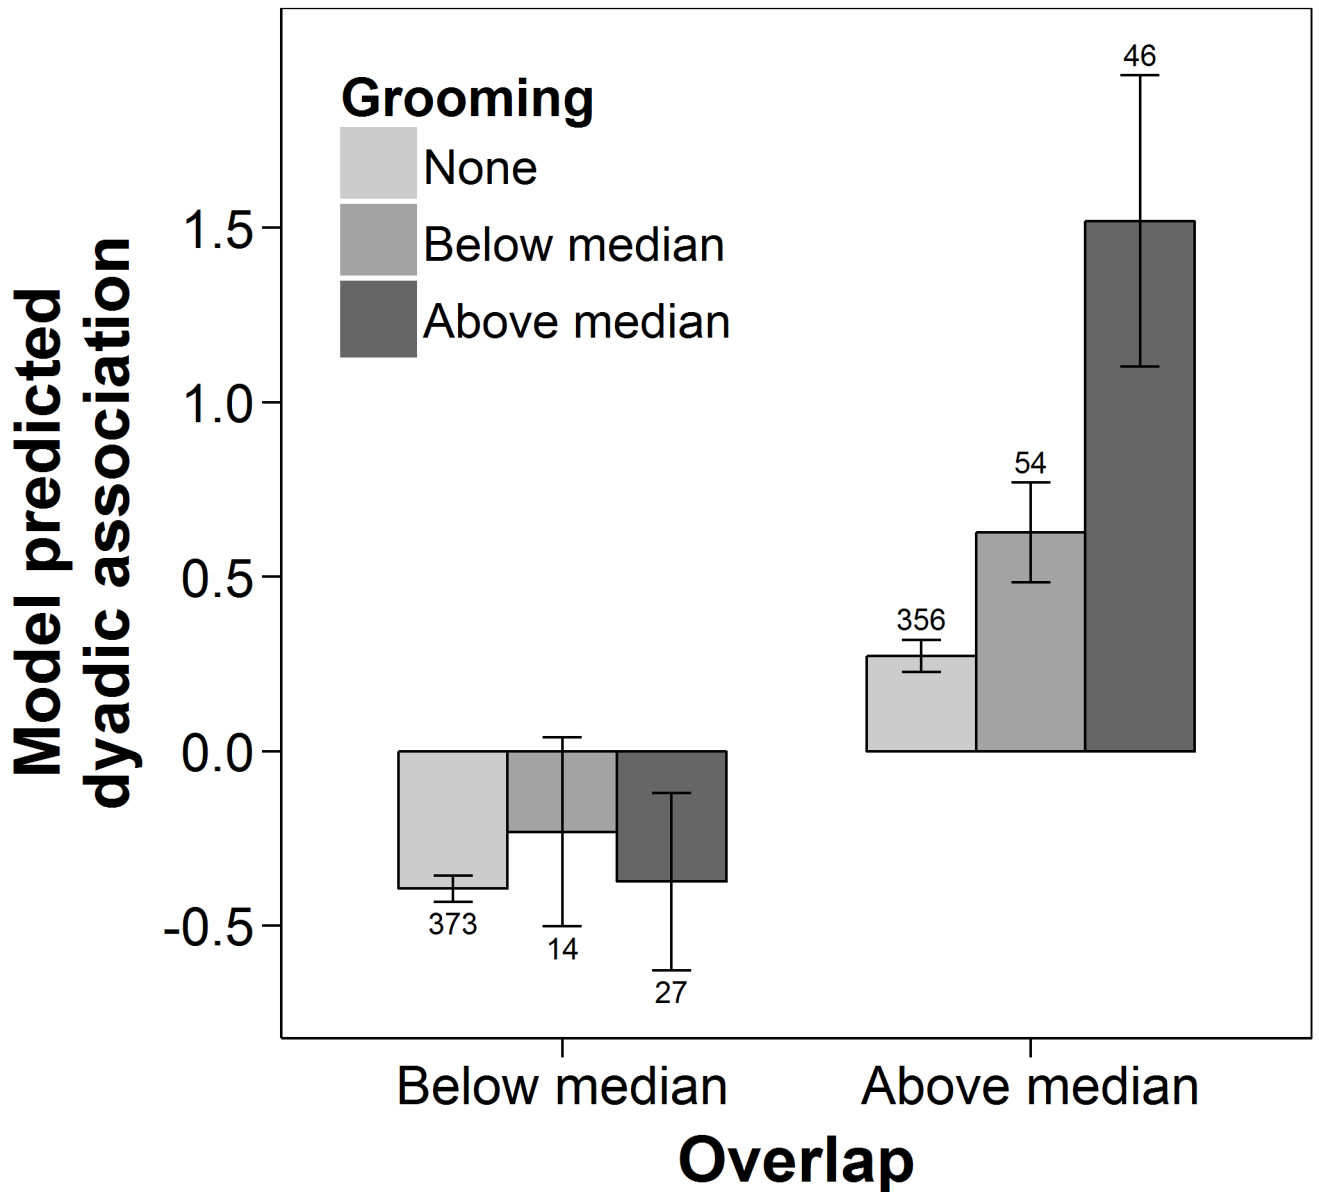 Model predicted
dyadic association
Grooming
None
Below median
Above median
1.5
1.0
0.5
0.0
-0.5
373
14
27
356
54
46
Below median
Above median
Overlap